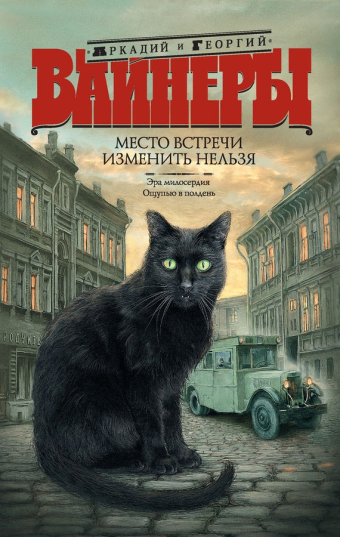 Аркадий и Георгий
ВАЙНЕРЫ
МЕСТО ВСТРЕЧИ
ИЗМЕНИТЬ НЕЛЬЗЯ
Эра милосердия
Ощупью в полдень